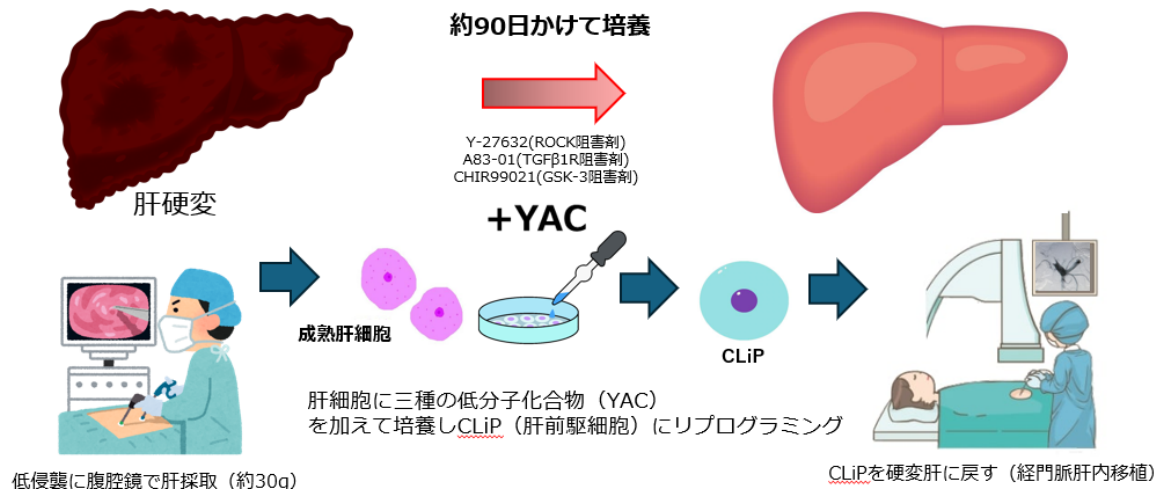 約90日かけて培養
Y-27632(ROCK阻害剤)
A83-01(TGFβ1R阻害剤)
CHIR99021(GSK-3阻害剤)
肝硬変
+YAC
成熟肝細胞
CLiP
肝細胞に三種の低分子化合物（YAC）
を加えて培養しCLiP（肝前駆細胞）にリプログラミング
低侵襲に腹腔鏡で肝採取（約30g）
CLiPを硬変肝に戻す（経門脈肝内移植）